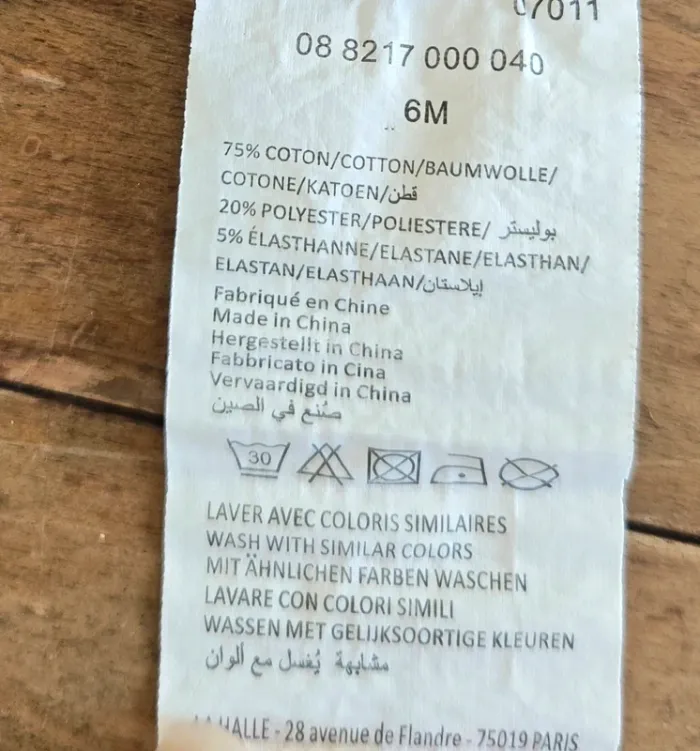 07011
08 8217 000 040
6M
75% COTON/COTTON/BAUMWOLLE/
COTONE/KATOEN/قطن
20% POLYESTER/POLIESTERE/ بوليستر
5% ÉLASTHANNE/ELASTANE/ELASTHAN/
ELASTAN/ELASTHAAN/إيلاستان
Fabriqué en Chine
Made in China
Hergestellt in China
Fabbricato in Cina
Vervaardigd in China
صُنع في الصين
30
LAVER AVEC COLORIS SIMILAIRES
WASH WITH SIMILAR COLORS
MIT ÄHNLICHEN FARBEN WASCHEN
LAVARE CON COLORI SIMILI
WASSEN MET GELIJKSOORTIGE KLEUREN
مشابهة يُغسل مع ألوان
LA HALLE - 28 avenue de Flandre - 75019 PARIS